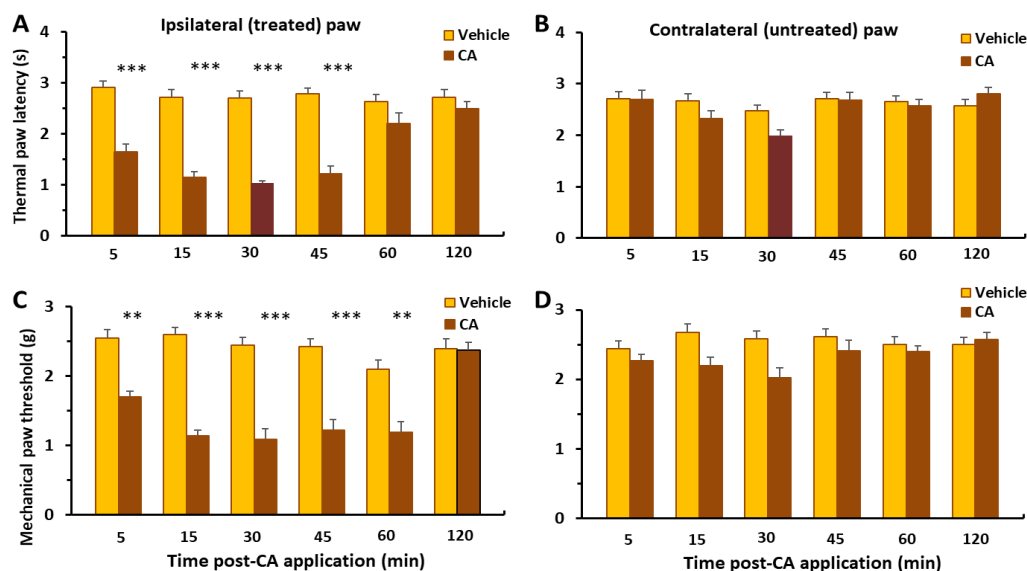 A
Ipsilateral (treated) paw
Thermal paw latency (s)
4
3
2
1
0
Vehicle
CA
*** *** *** ***
5 15 30 45 60 120
B
Contralateral (untreated) paw
4
3
2
1
0
Vehicle
CA
5 15 30 45 60 120
C
Mechanical paw threshold (g)
3
2
1
0
Vehicle
CA
** *** *** *** **
5 15 30 45 60 120
Time post-CA application (min)
D
3
2
1
0
Vehicle
CA
5 15 30 45 60 120
Time post-CA application (min)